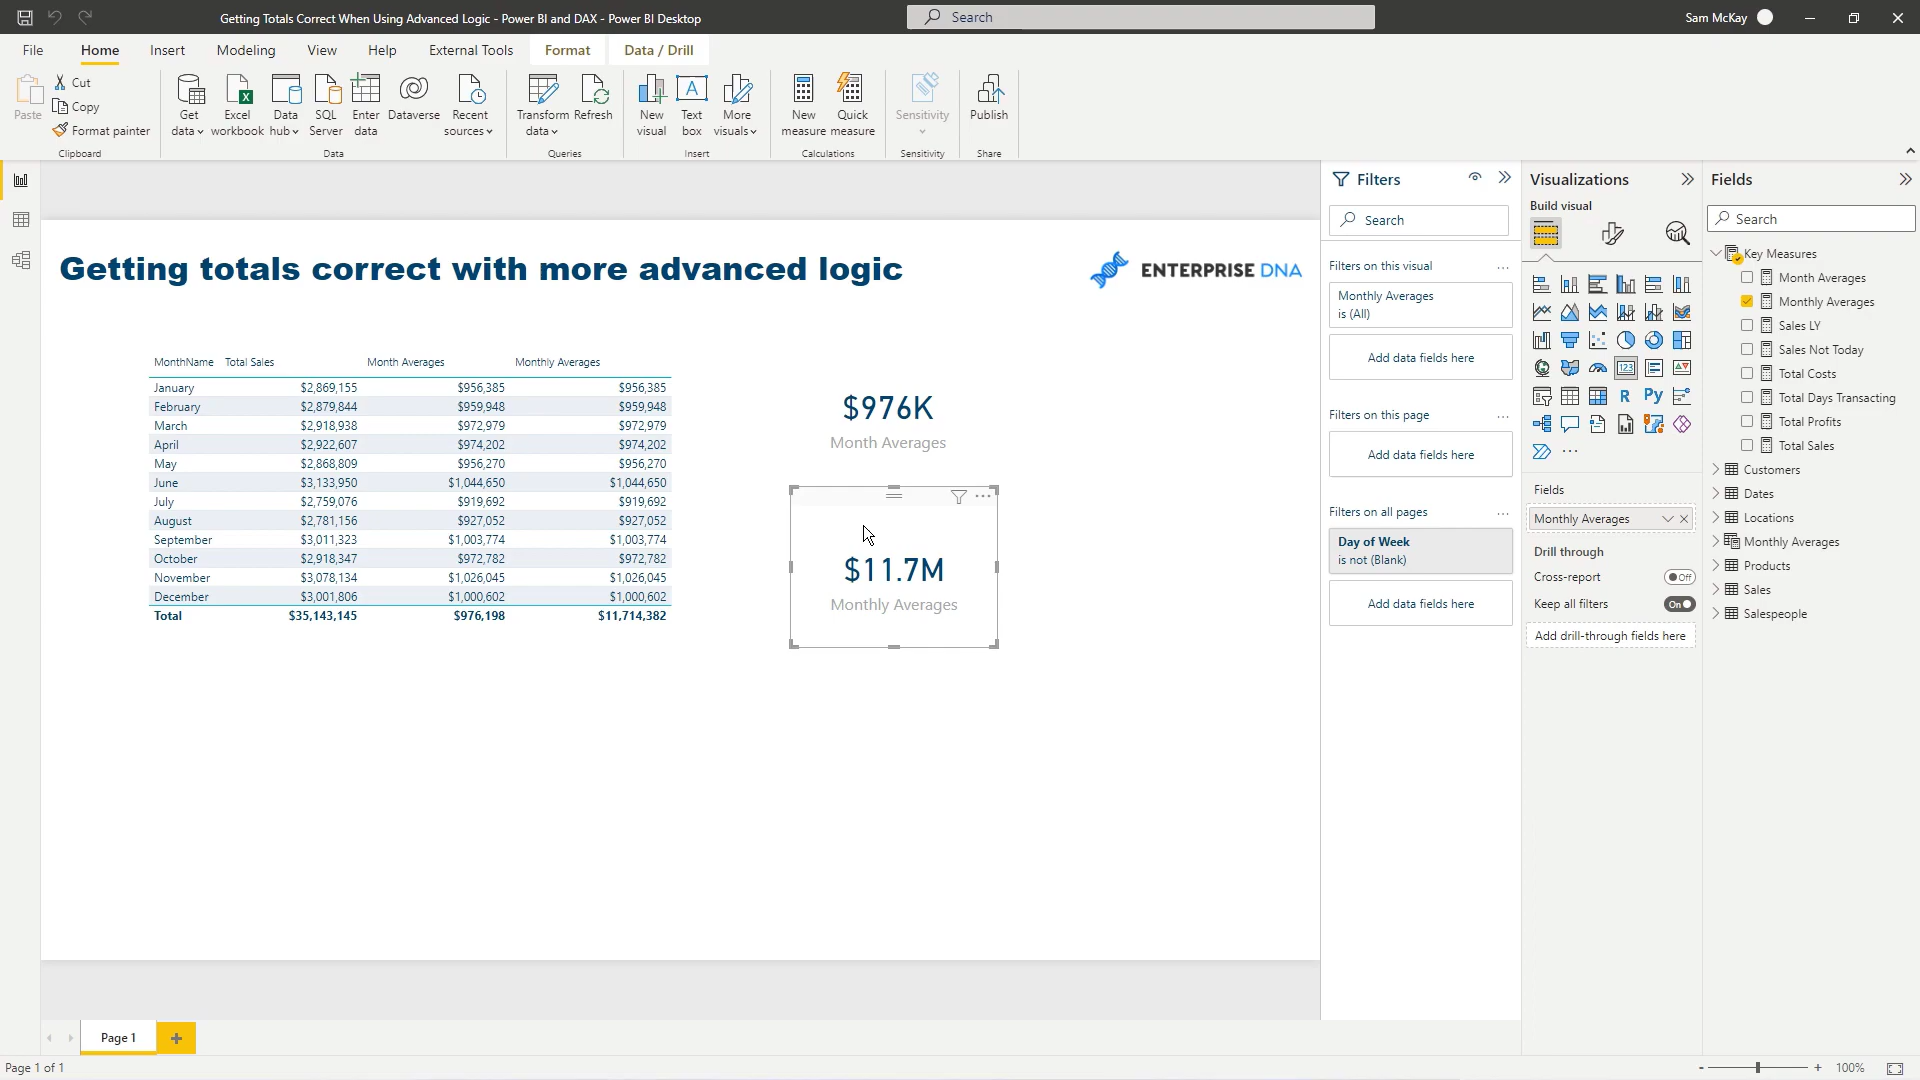 Getting Totals Correct When Using Advanced Logic - Power BI and DAX - Power BI Desktop
Search
Sam McKay
File
Home
Insert
Modeling
View
Help
External Tools
Format
Data / Drill
Paste
Cut
Copy
Format painter
Clipboard
Get
data
Excel
workbook
Data
hub
SQL
Server
Enter
data
Dataverse
Recent
sources
Data
Transform
data
Refresh
Queries
New
visual
Text
box
More
visuals
Insert
New
measure
Quick
measure
Calculations
Sensitivity
Sensitivity
Publish
Share
Getting totals correct with more advanced logic
ENTERPRISE DNA
MonthName Total Sales Month Averages Monthly Averages
January $2,869,155 $956,385 $956,385
February $2,879,844 $959,948 $959,948
March $2,918,938 $972,979 $972,979
April $2,922,607 $974,202 $974,202
May $2,868,809 $956,270 $956,270
June $3,133,950 $1,044,650 $1,044,650
July $2,759,076 $919,692 $919,692
August $2,781,156 $927,052 $927,052
September $3,011,323 $1,003,774 $1,003,774
October $2,918,347 $972,782 $972,782
November $3,078,134 $1,026,045 $1,026,045
December $3,001,806 $1,000,602 $1,000,602
Total $35,143,145 $976,198 $11,714,382
$976K
Month Averages
$11.7M
Monthly Averages
Filters
Search
Filters on this visual
Monthly Averages
is (All)
Add data fields here
Filters on this page
Add data fields here
Filters on all pages
Day of Week
is not (Blank)
Add data fields here
Visualizations
Build visual
123
R
Py
Fields
Monthly Averages
Drill through
Cross-report
Off
Keep all filters
On
Add drill-through fields here
Fields
Search
Key Measures
Month Averages
Monthly Averages
Sales LY
Sales Not Today
Total Costs
Total Days Transacting
Total Profits
Total Sales
Customers
Dates
Locations
Monthly Averages
Products
Sales
Salespeople
Page 1
Page 1 of 1
- + 100%